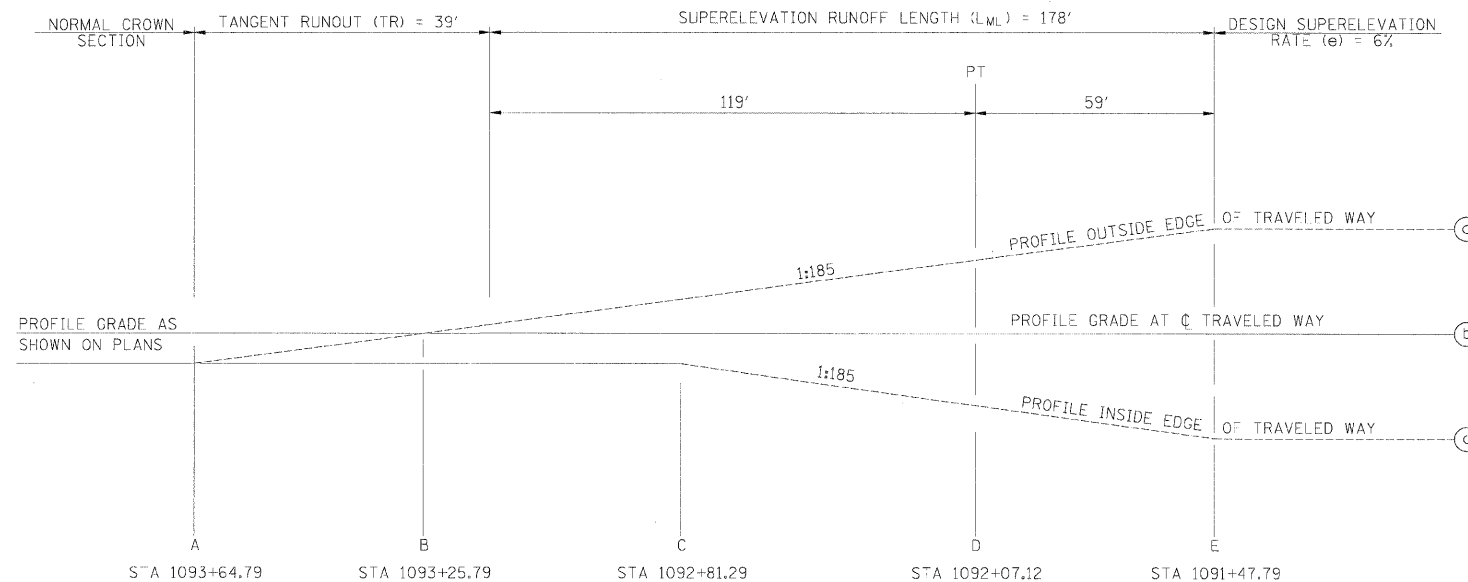 NORMAL CROWN
SECTION
TANGENT RUNOUT (TR) = 39'
SUPERELEVATION RUNOFF LENGTH (LML) = 178'
DESIGN SUPERELEVATION
RATE (e) = 6%
PT
119'
59'
PROFILE OUTSIDE EDGE OF TRAVELED WAY
1:185
PROFILE GRADE AS
SHOWN ON PLANS
PROFILE GRADE AT ℄ TRAVELED WAY
b
1:185
PROFILE INSIDE EDGE OF TRAVELED WAY
A
B
C
D
E
STA 1093+64.79
STA 1093+25.79
STA 1092+81.29
STA 1092+07.12
STA 1091+47.79